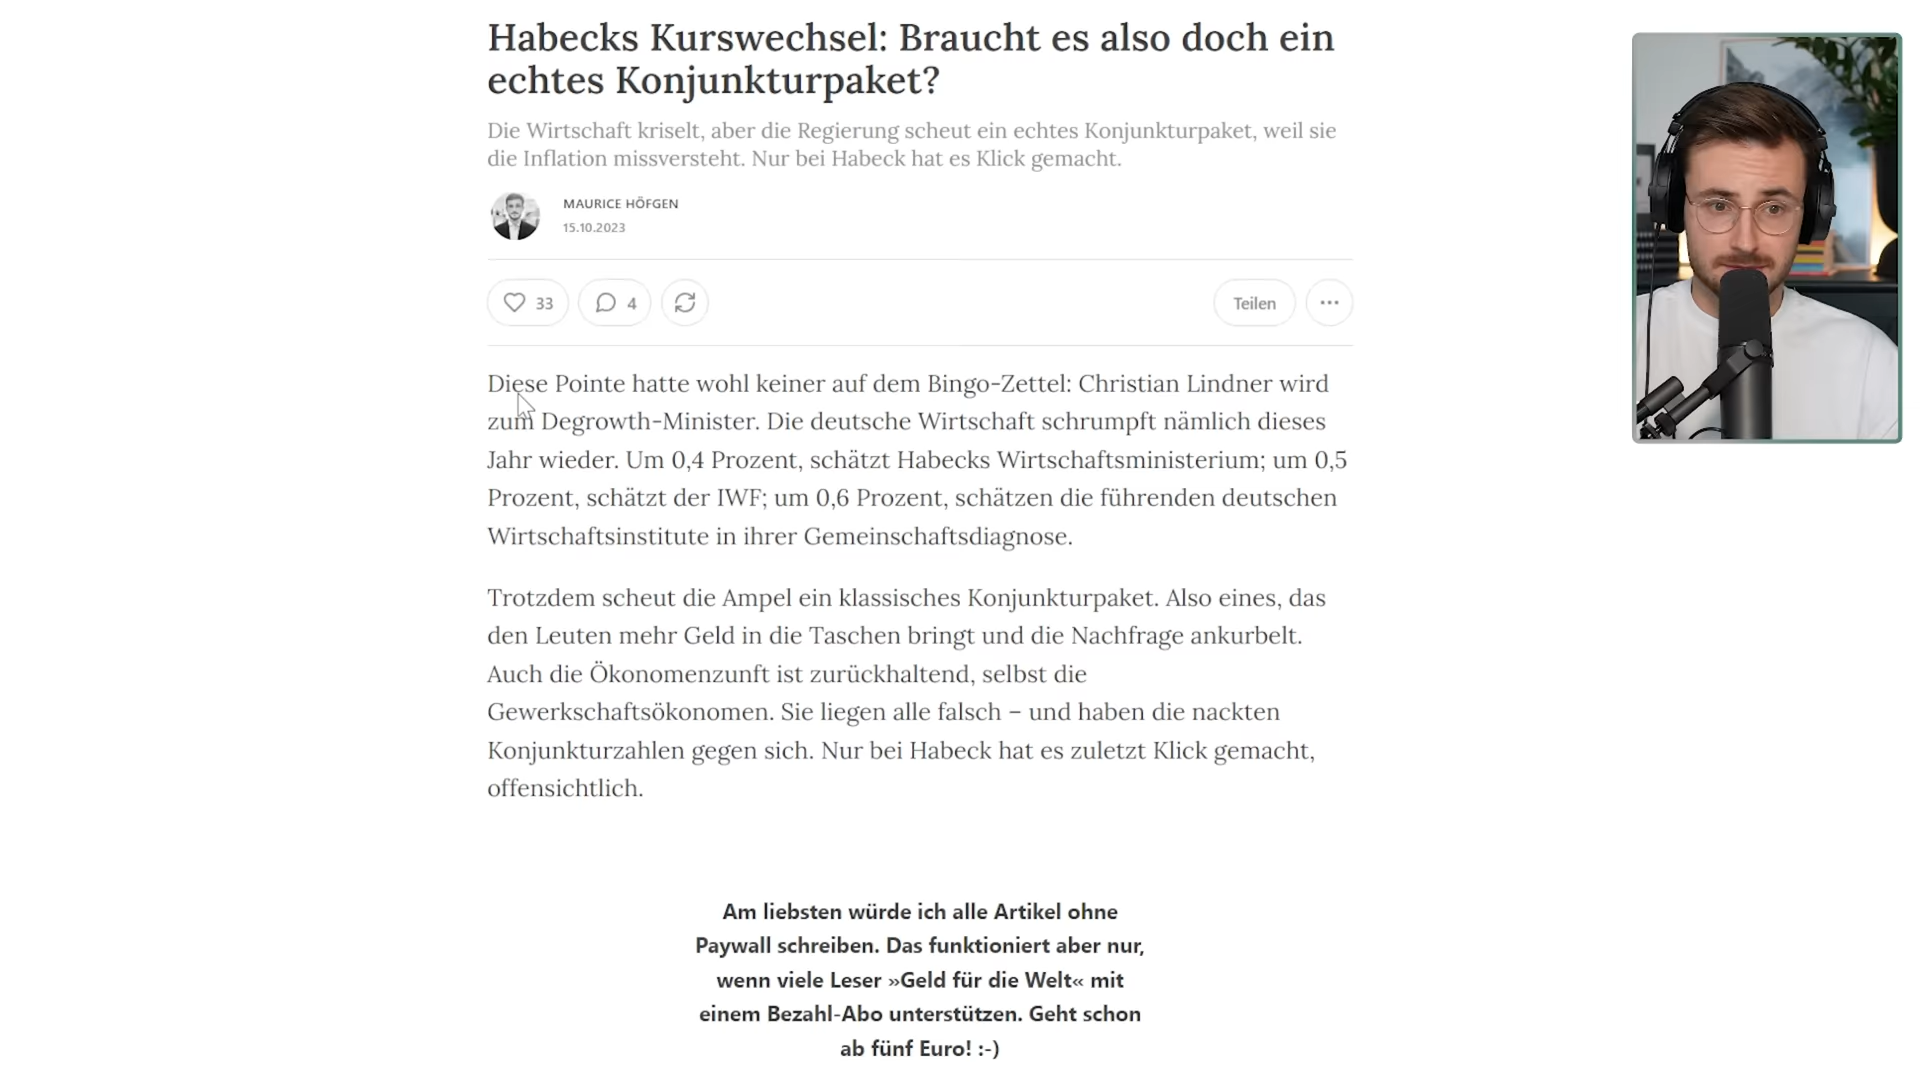 Habecks Kurswechsel: Braucht es also doch ein
echtes Konjunkturpaket?
Die Wirtschaft kriselt, aber die Regierung scheut ein echtes Konjunkturpaket, weil sie
die Inflation missversteht. Nur bei Habeck hat es Klick gemacht.
MAURICE HÖFGEN
15.10.2023
33
4
Teilen
Diese Pointe hatte wohl keiner auf dem Bingo-Zettel: Christian Lindner wird
zum Degrowth-Minister. Die deutsche Wirtschaft schrumpft nämlich dieses
Jahr wieder. Um 0,4 Prozent, schätzt Habecks Wirtschaftsministerium; um 0,5
Prozent, schätzt der IWF; um 0,6 Prozent, schätzen die führenden deutschen
Wirtschaftsinstitute in ihrer Gemeinschaftsdiagnose.
Trotzdem scheut die Ampel ein klassisches Konjunkturpaket. Also eines, das
den Leuten mehr Geld in die Taschen bringt und die Nachfrage ankurbelt.
Auch die Ökonomenzunft ist zurückhaltend, selbst die
Gewerkschaftsökonomen. Sie liegen alle falsch – und haben die nackten
Konjunkturzahlen gegen sich. Nur bei Habeck hat es zuletzt Klick gemacht,
offensichtlich.
Am liebsten würde ich alle Artikel ohne
Paywall schreiben. Das funktioniert aber nur,
wenn viele Leser »Geld für die Welt« mit
einem Bezahl-Abo unterstützen. Geht schon
ab fünf Euro! :-)